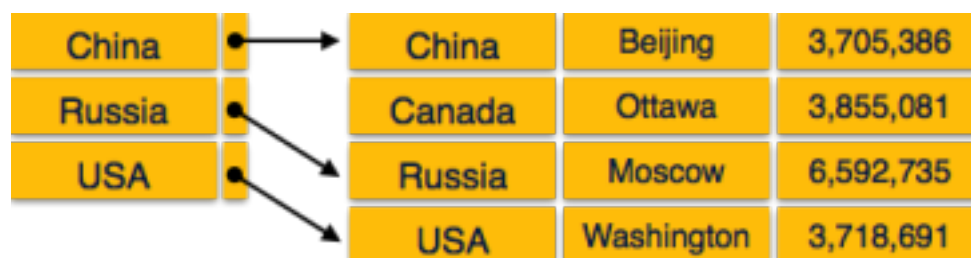 China China Beijing 3,705,386
Russia Canada Ottawa 3,855,081
USA Russia Moscow 6,592,735
USA Washington 3,718,691